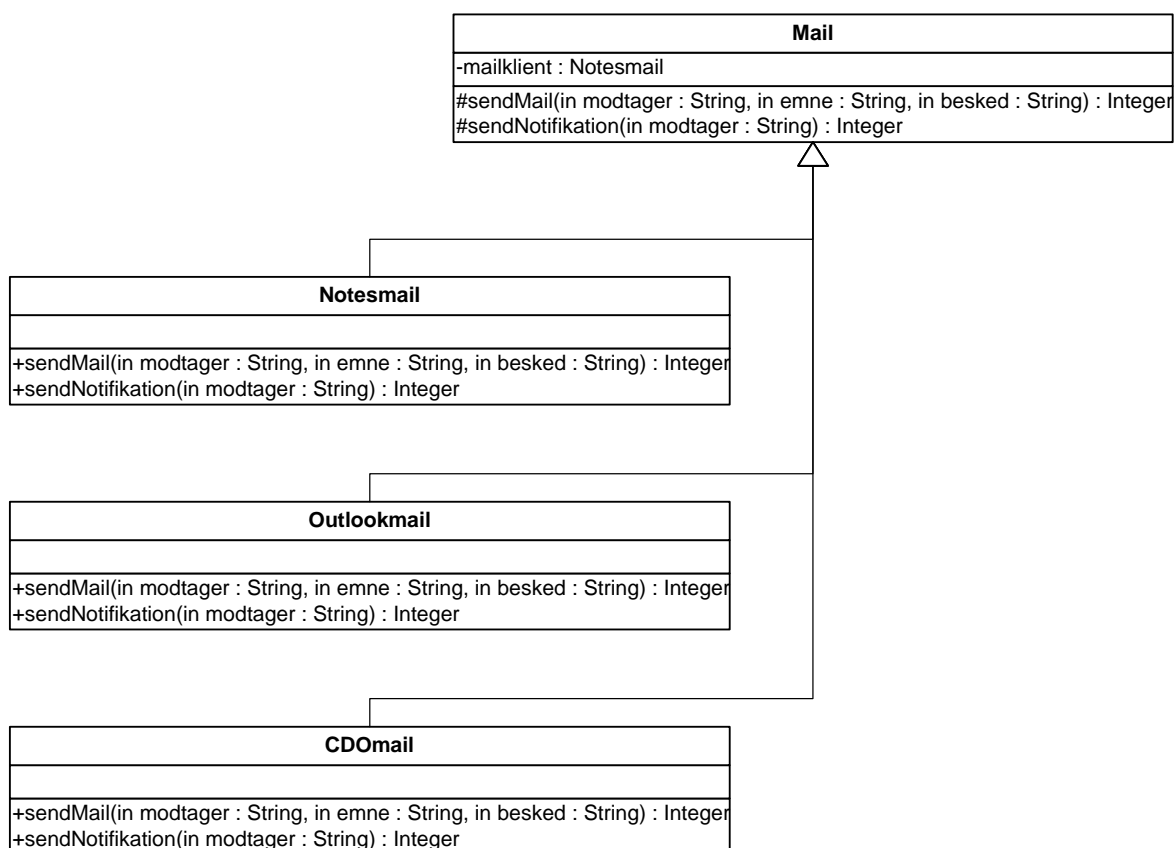 Mail
-mailklient : Notesmail
#sendMail(in modtager : String, in emne : String, in besked : String) : Integer
#sendNotifikation(in modtager : String) : Integer
Notesmail
+sendMail(in modtager : String, in emne : String, in besked : String) : Integer
+sendNotifikation(in modtager : String) : Integer
Outlookmail
+sendMail(in modtager : String, in emne : String, in besked : String) : Integer
+sendNotifikation(in modtager : String) : Integer
CDOmail
+sendMail(in modtager : String, in emne : String, in besked : String) : Integer
+sendNotifikation(in modtager : String) : Integer